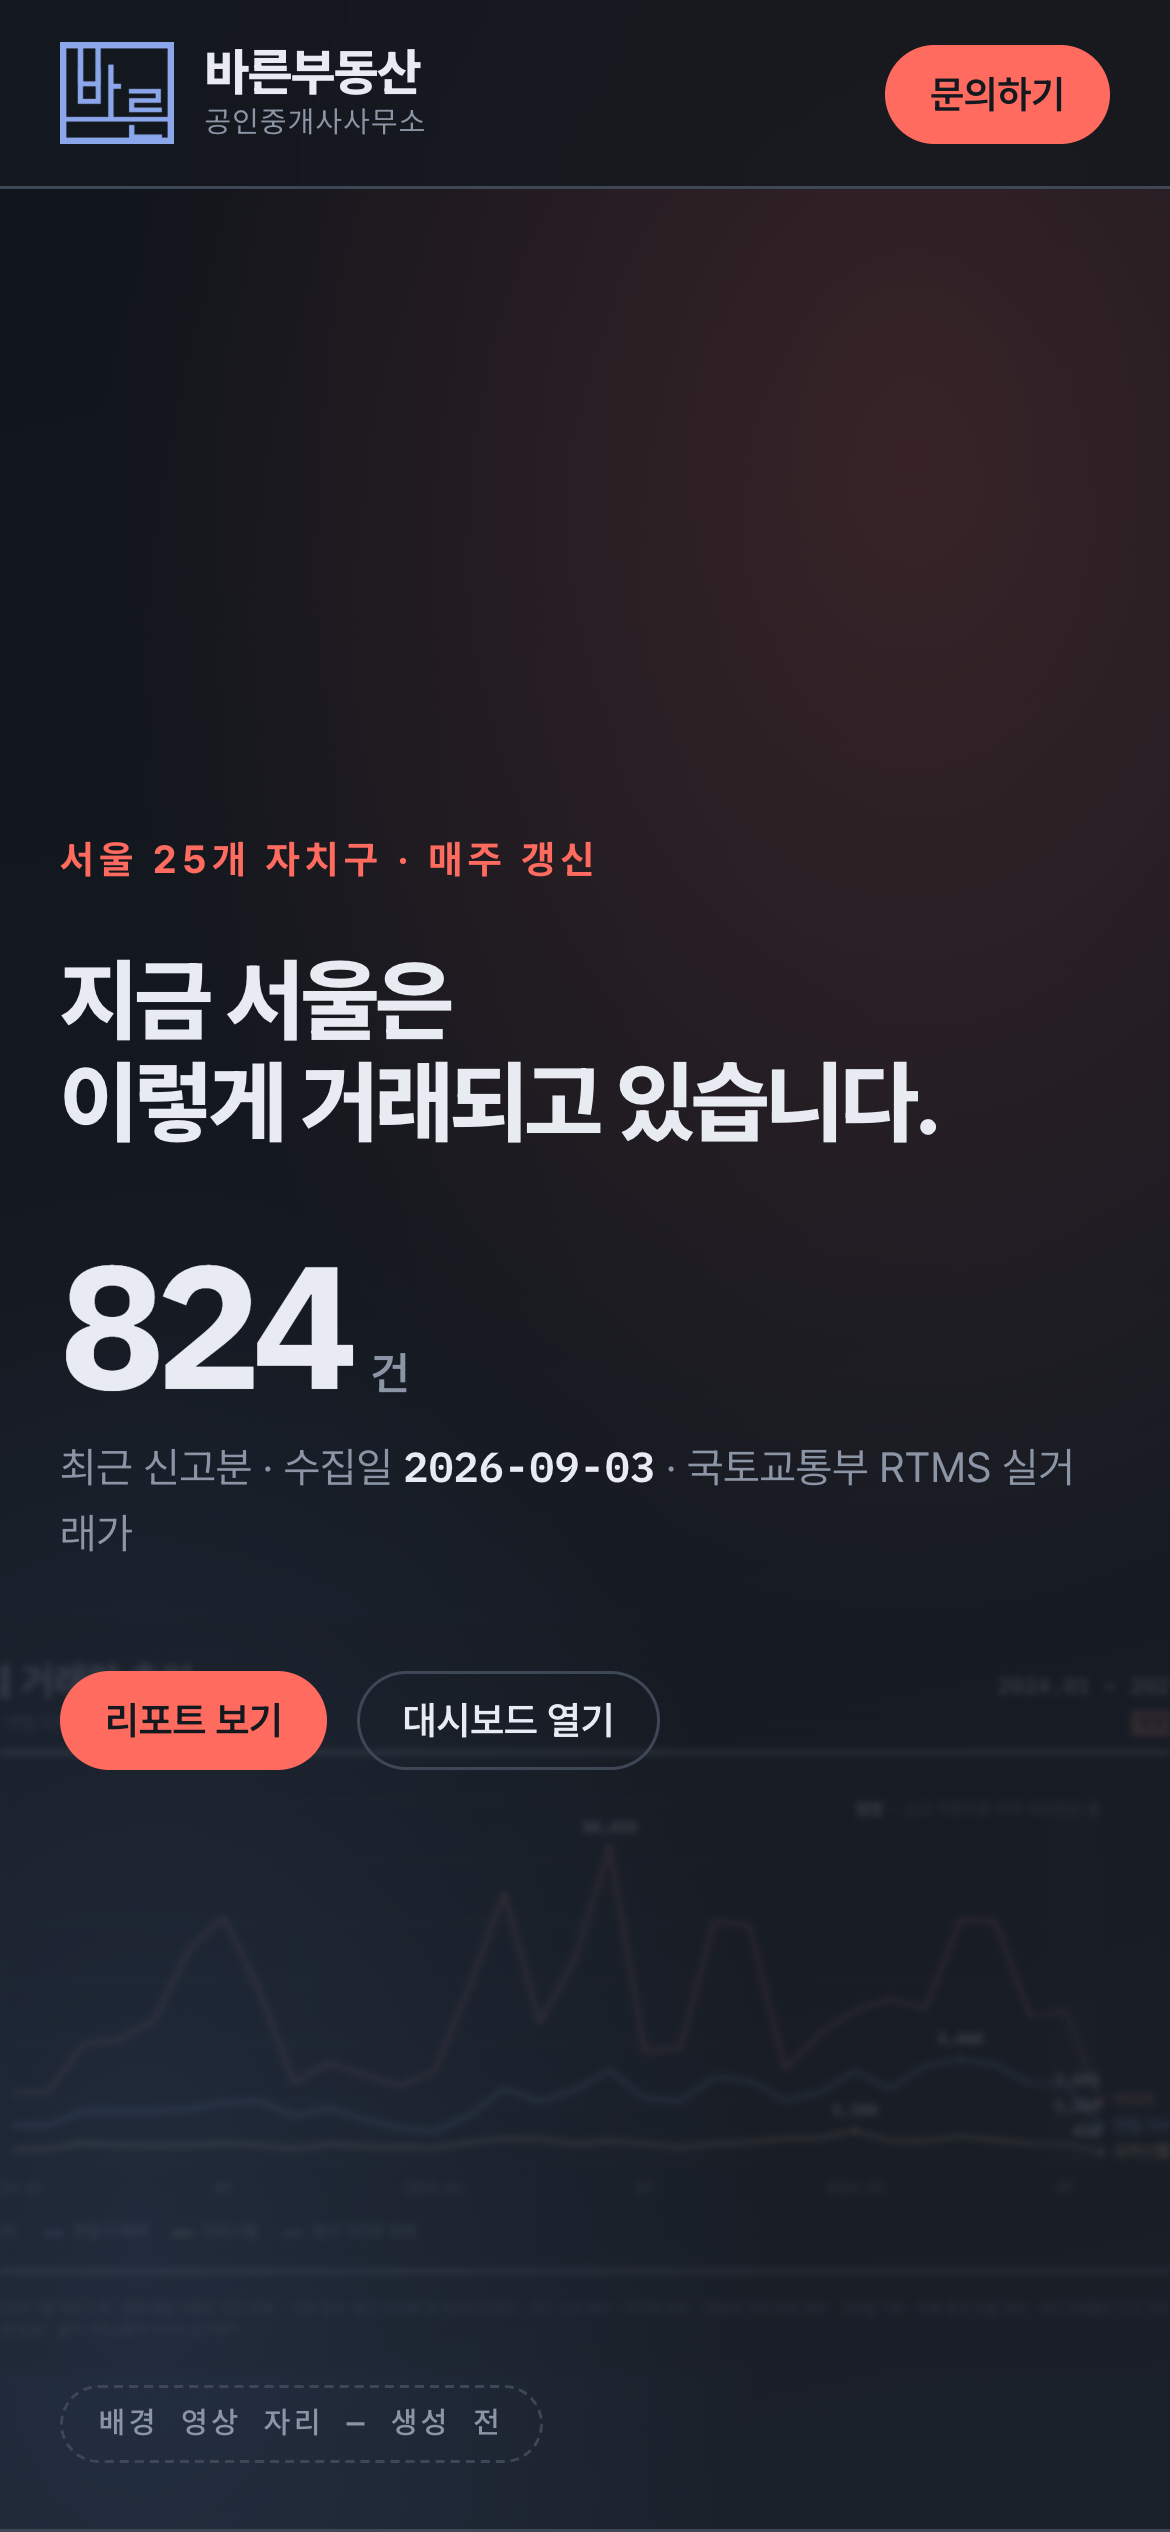 바른
바른부동산
공인중개사사무소
문의하기
서울 25개 자치구 · 매주 갱신
지금 서울은
이렇게 거래되고 있습니다.
824 건
최근 신고분 · 수집일 2026-09-03 · 국토교통부 RTMS 실거
래가
2024.01
리포트 보기
대시보드 열기
배경 영상 자리 — 생성 전